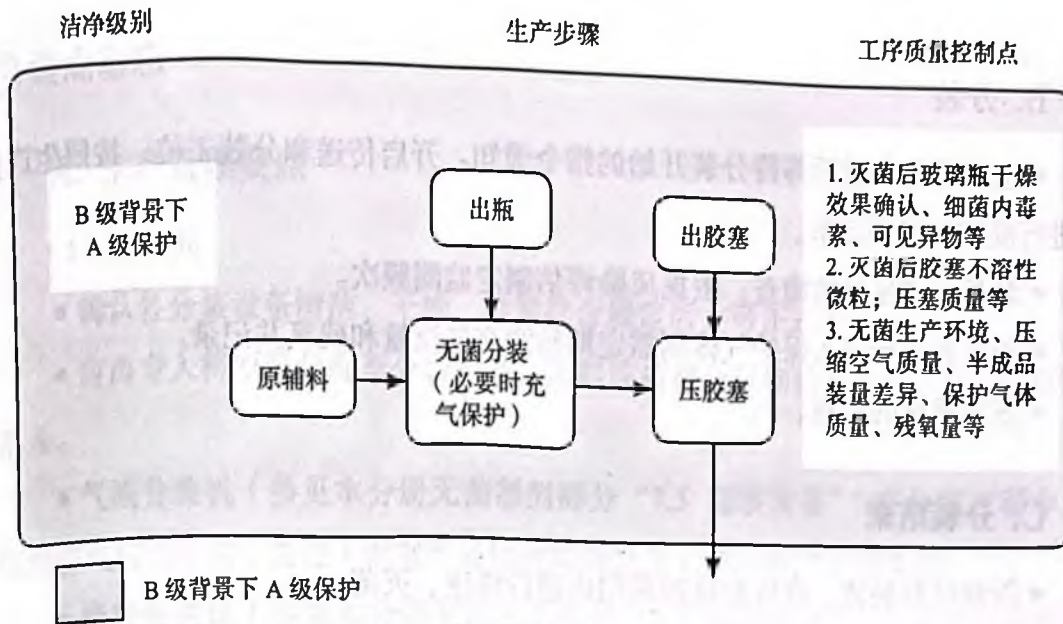 洁净级别
生产步骤
工序质量控制点
B 级背景下
A 级保护
出瓶
出胶塞
原辅料
无菌分装
（必要时充
气保护）
压胶塞
1. 灭菌后玻璃瓶干燥
效果确认、细菌内毒
素、可见异物等
2. 灭菌后胶塞不溶性
微粒；压塞质量等
3. 无菌生产环境、压
缩空气质量、半成品
装量差异、保护气体
质量、残氧量等
B 级背景下 A 级保护